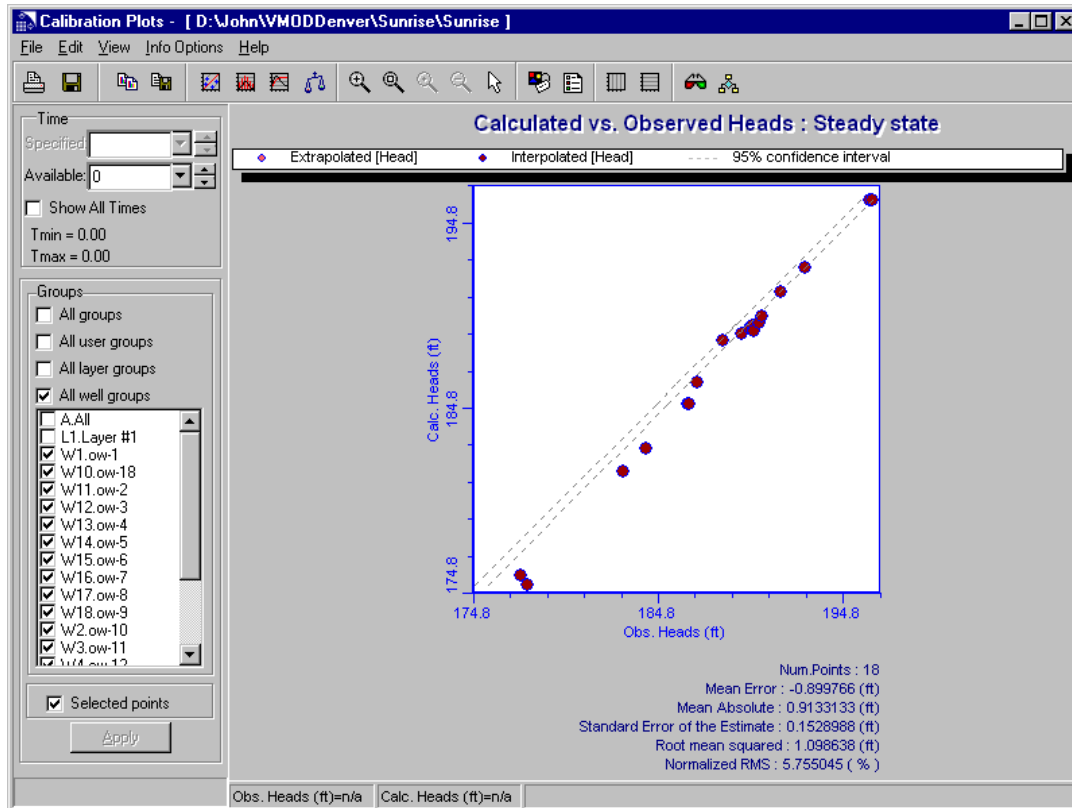 Calibration Plots - [ D:\John\VMODDenver\Sunrise\Sunrise ]
File Edit View Info Options Help
Time
Specified:
Available: 0
Show All Times
Tmin = 0.00
Tmax = 0.00
Groups
All groups
All user groups
All layer groups
All well groups
A.All
L1.Layer #1
W1.ow-1
W10.ow-18
W11.ow-2
W12.ow-3
W13.ow-4
W14.ow-5
W15.ow-6
W16.ow-7
W17.ow-8
W18.ow-9
W2.ow-10
W3.ow-11
W4.ow-12
Selected points
Apply
Calculated vs. Observed Heads : Steady state
Extrapolated [Head] Interpolated [Head] 95% confidence interval
194.8
184.8
174.8
Calc. Heads (ft)
174.8 184.8 194.8
Obs. Heads (ft)
Num.Points : 18
Mean Error : -0.899766 (ft)
Mean Absolute : 0.9133133 (ft)
Standard Error of the Estimate : 0.1528988 (ft)
Root mean squared : 1.098638 (ft)
Normalized RMS : 5.755045 ( % )
Obs. Heads (ft)=n/a Calc. Heads (ft)=n/a